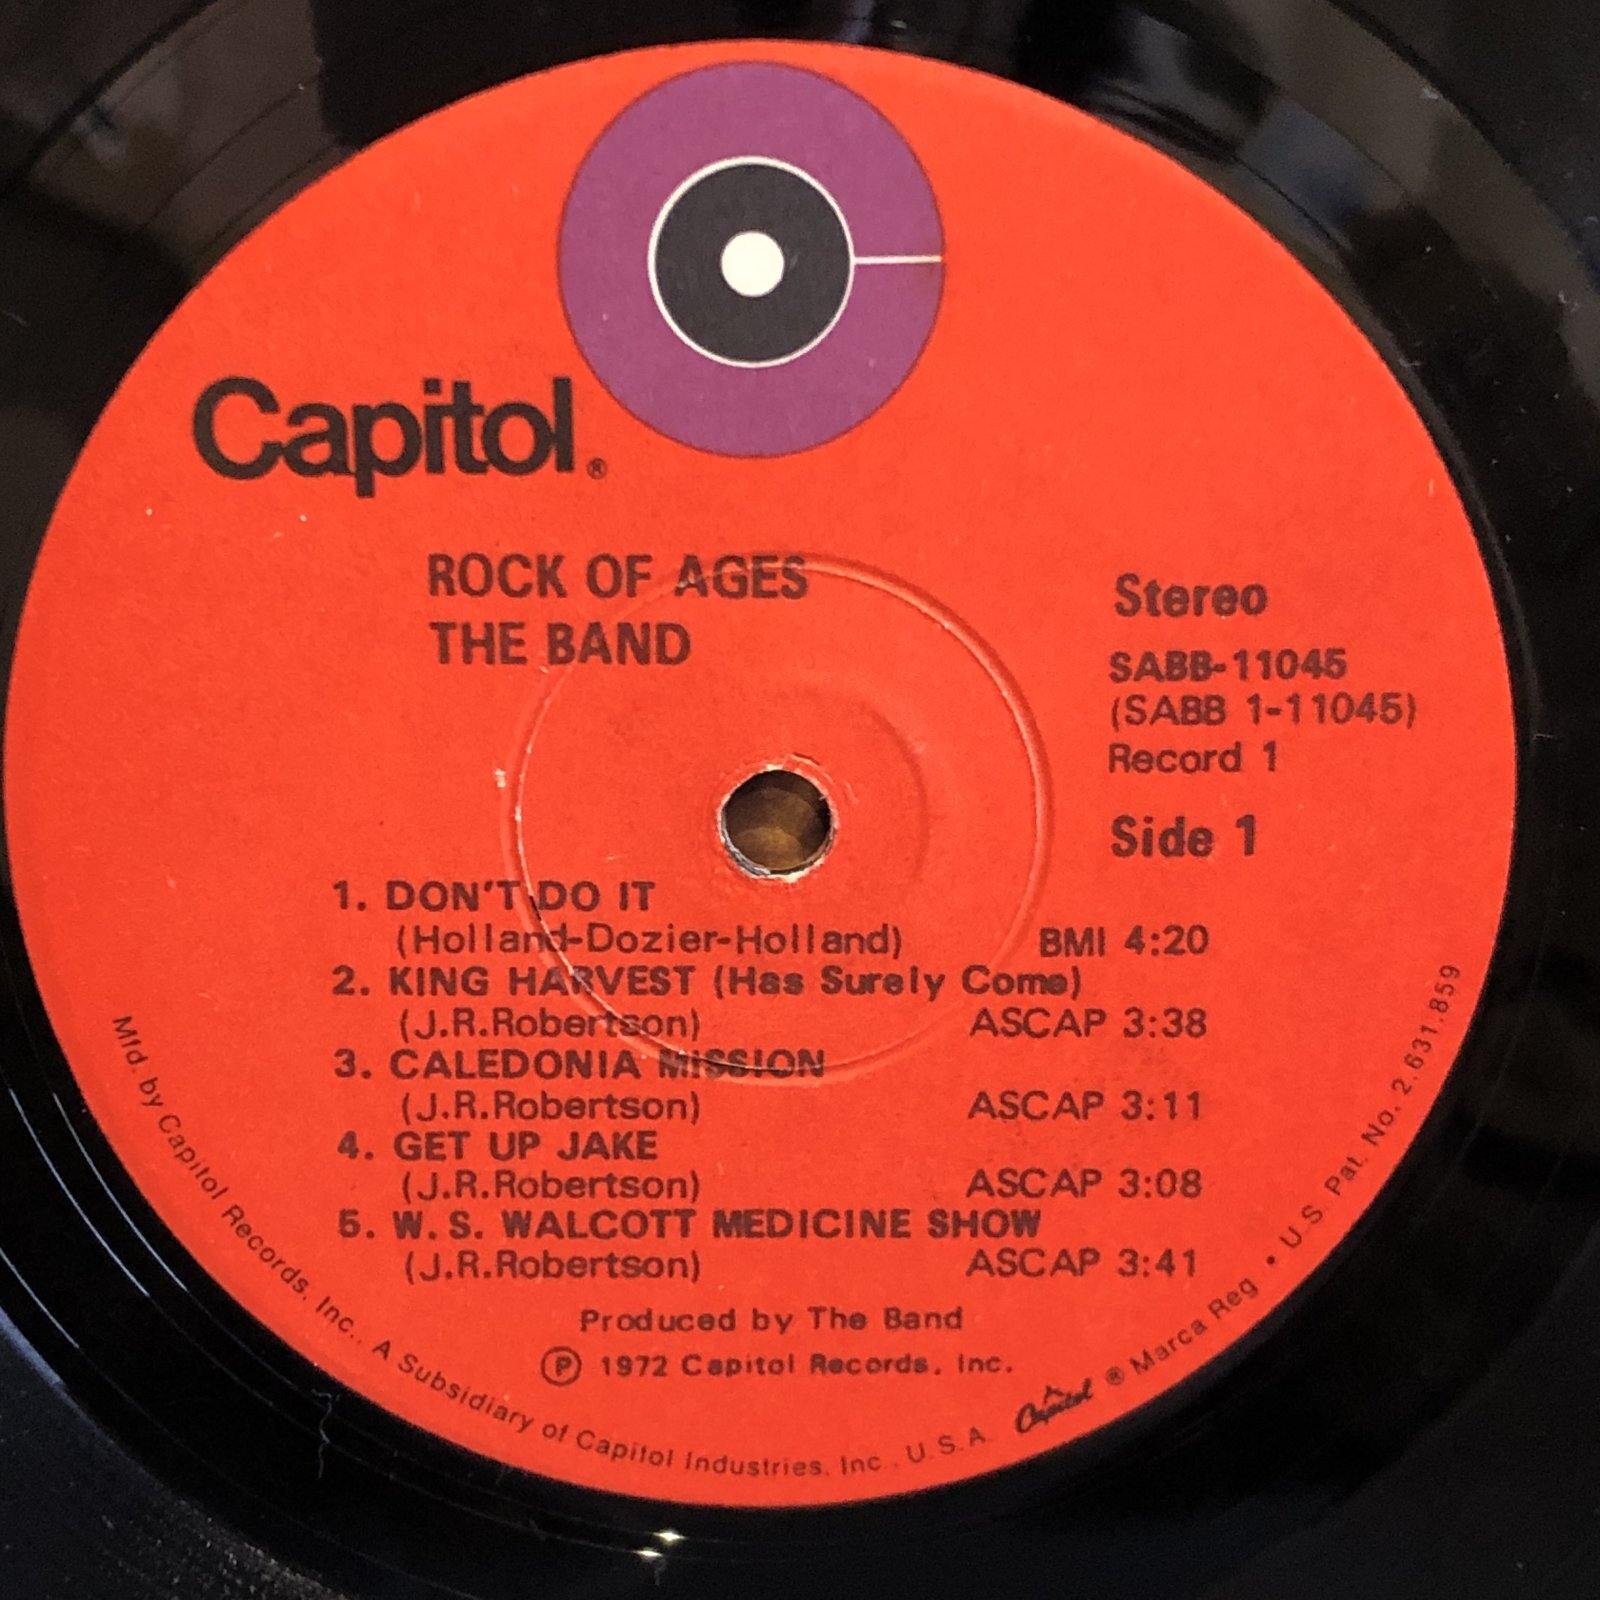 Capitol®
ROCK OF AGES
THE BAND
Stereo
SABB-11045
(SABB 1-11045)
Record 1
Side 1
1. DON'T DO IT
(Holland-Dozier-Holland) BMI 4:20
2. KING HARVEST (Has Surely Come)
(J.R.Robertson) ASCAP 3:38
3. CALEDONIA MISSION
(J.R.Robertson) ASCAP 3:11
4. GET UP JAKE
(J.R.Robertson) ASCAP 3:08
5. W. S. WALCOTT MEDICINE SHOW
(J.R.Robertson) ASCAP 3:41
Produced by The Band
℗ 1972 Capitol Records, Inc.
Mfd. by Capitol Records, Inc., A Subsidiary of Capitol Industries, Inc., U.S.A. Capitol ® Marca Reg • U.S. Pat. No. 2,631,859